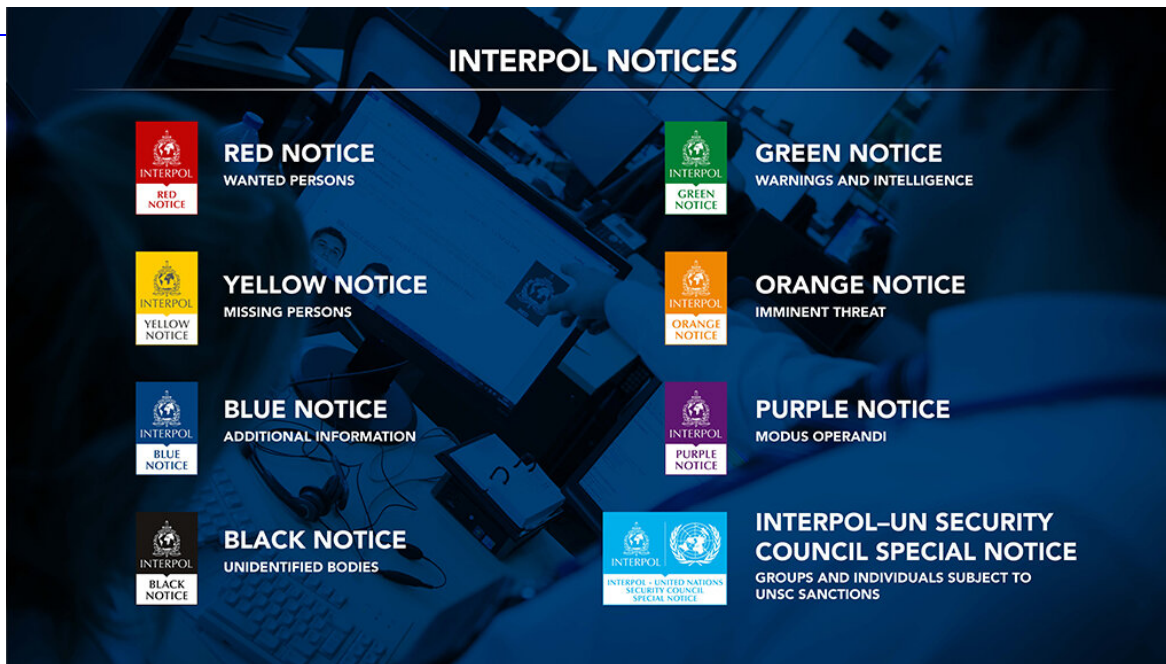 INTERPOL NOTICES
INTERPOL
RED
NOTICE
RED NOTICE
WANTED PERSONS
INTERPOL
YELLOW
NOTICE
YELLOW NOTICE
MISSING PERSONS
INTERPOL
BLUE
NOTICE
BLUE NOTICE
ADDITIONAL INFORMATION
INTERPOL
BLACK
NOTICE
BLACK NOTICE
UNIDENTIFIED BODIES
INTERPOL
GREEN
NOTICE
GREEN NOTICE
WARNINGS AND INTELLIGENCE
INTERPOL
ORANGE
NOTICE
ORANGE NOTICE
IMMINENT THREAT
INTERPOL
PURPLE
NOTICE
PURPLE NOTICE
MODUS OPERANDI
INTERPOL
INTERPOL - UNITED NATIONS
SECURITY COUNCIL
SPECIAL NOTICE
INTERPOL–UN SECURITY
COUNCIL SPECIAL NOTICE
GROUPS AND INDIVIDUALS SUBJECT TO
UNSC SANCTIONS